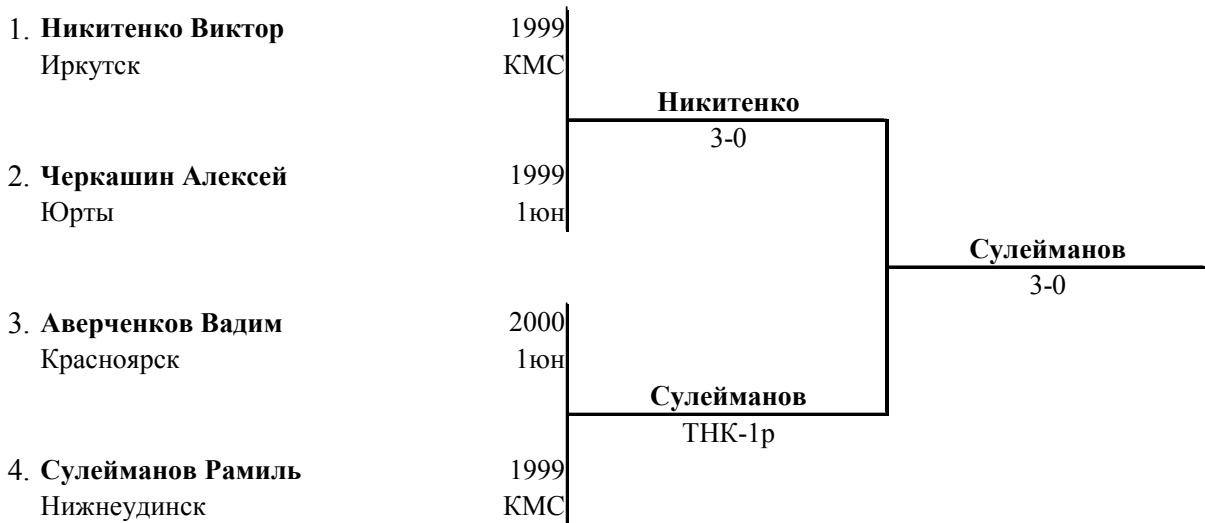 1. Никитенко Виктор 1999
Иркутск КМС
Никитенко
3-0
2. Черкашин Алексей 1999
Юрты 1юн
Сулейманов
3-0
3. Аверченков Вадим 2000
Красноярск 1юн
Сулейманов
ТНК-1р
4. Сулейманов Рамиль 1999
Нижнеудинск КМС